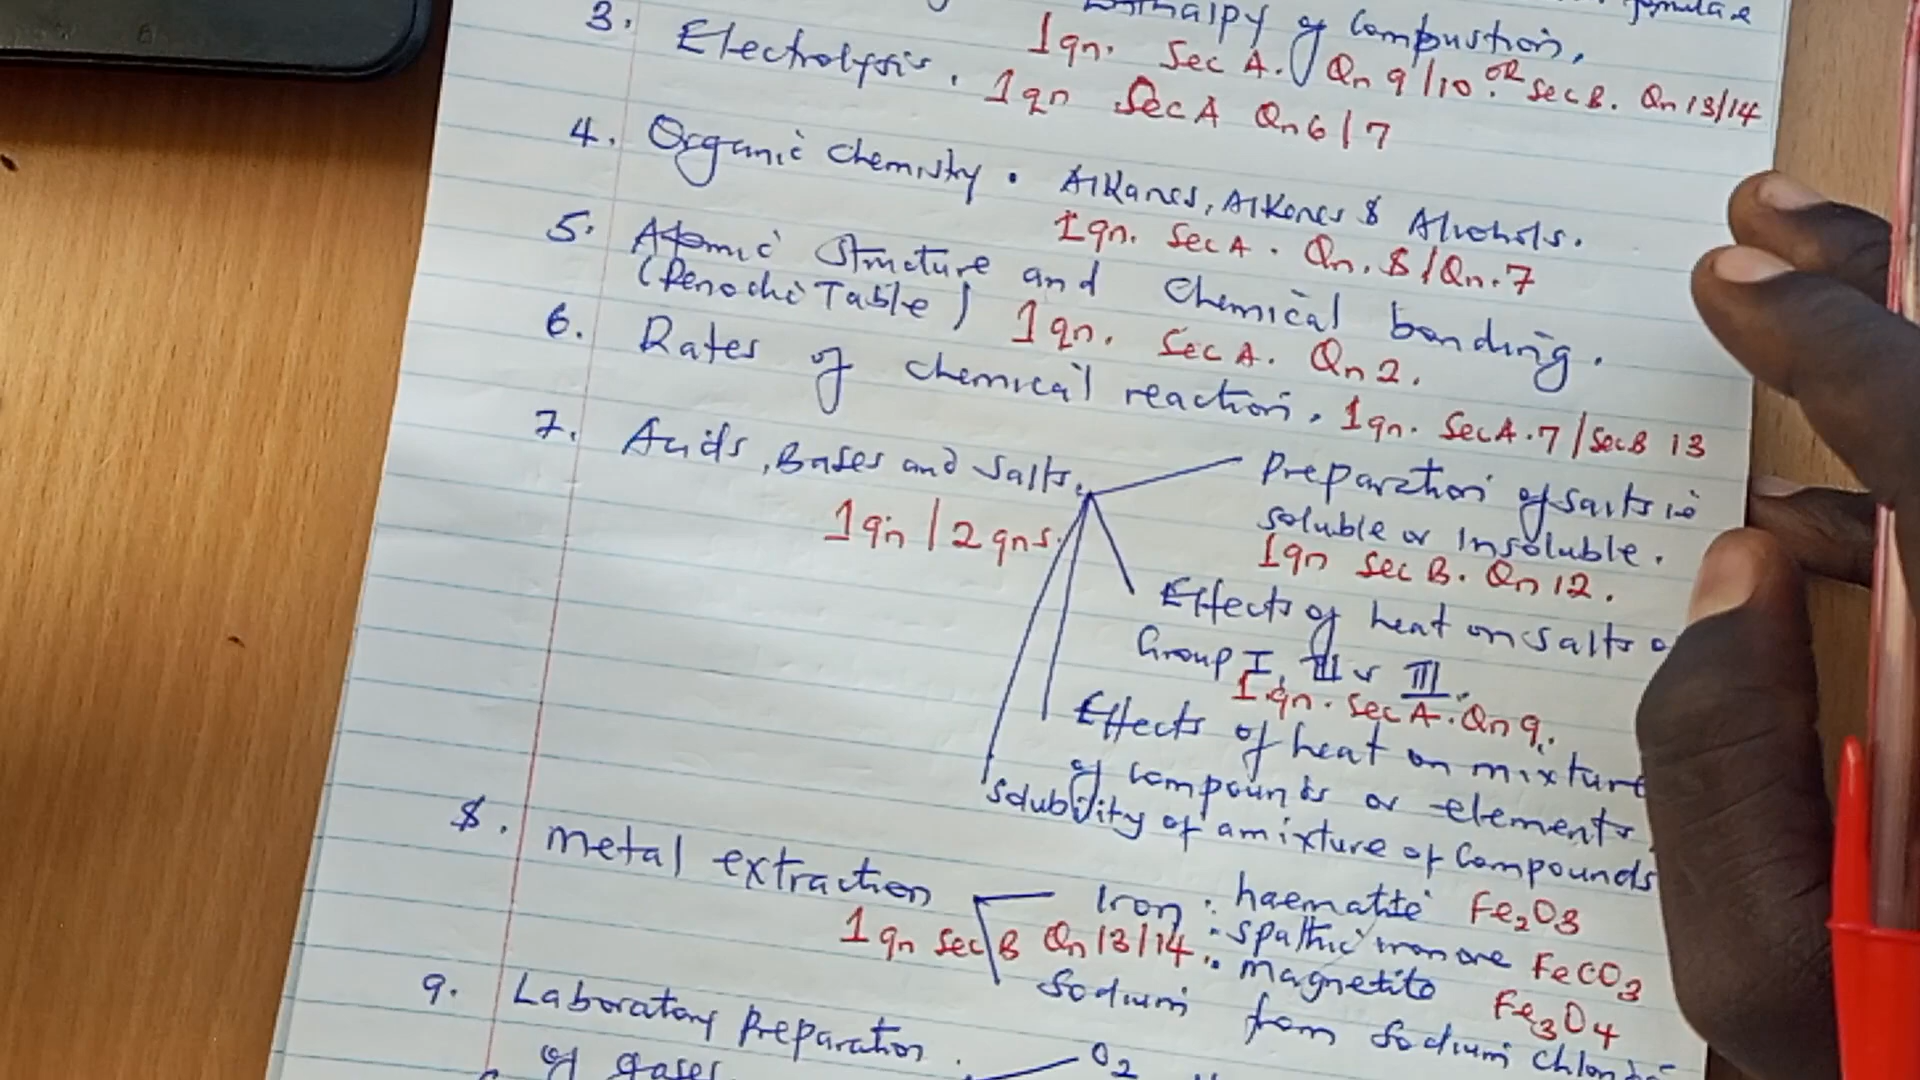 Enthalpy of Combustion,
1qn. Sec A. Qn 9/10. OR Sec B. Qn 13/14
3. Electrolysis. 1qn Sec A Qn 6/7
4. Organic chemistry. Alkanes, Alkenes & Alcohols.
1qn. Sec A. Qn. 8/Qn. 7
5. Atomic Structure and Chemical bonding.
(Periodic Table) 1qn. Sec A. Qn 2.
6. Rates of chemical reaction, 1qn. Sec A. 7/Sec B 13
7. Acids, Bases and Salts.
1qn/2qns.
Preparation of salts ie
soluble or Insoluble.
1qn Sec B. Qn 12.
Effects of heat on salts
Group I, II & III.
1.qn. Sec A. Qn 9.
Effects of heat on mixture
of compounds or elements
Solubility of a mixture of Compounds
8. Metal extraction
1qn Sec B Qn 13/14
Iron: haematite Fe2O3
: spathic iron ore FeCO3
: magnetite Fe3O4
Sodium from Sodium
9. Laboratory Preparation
of gases
O2